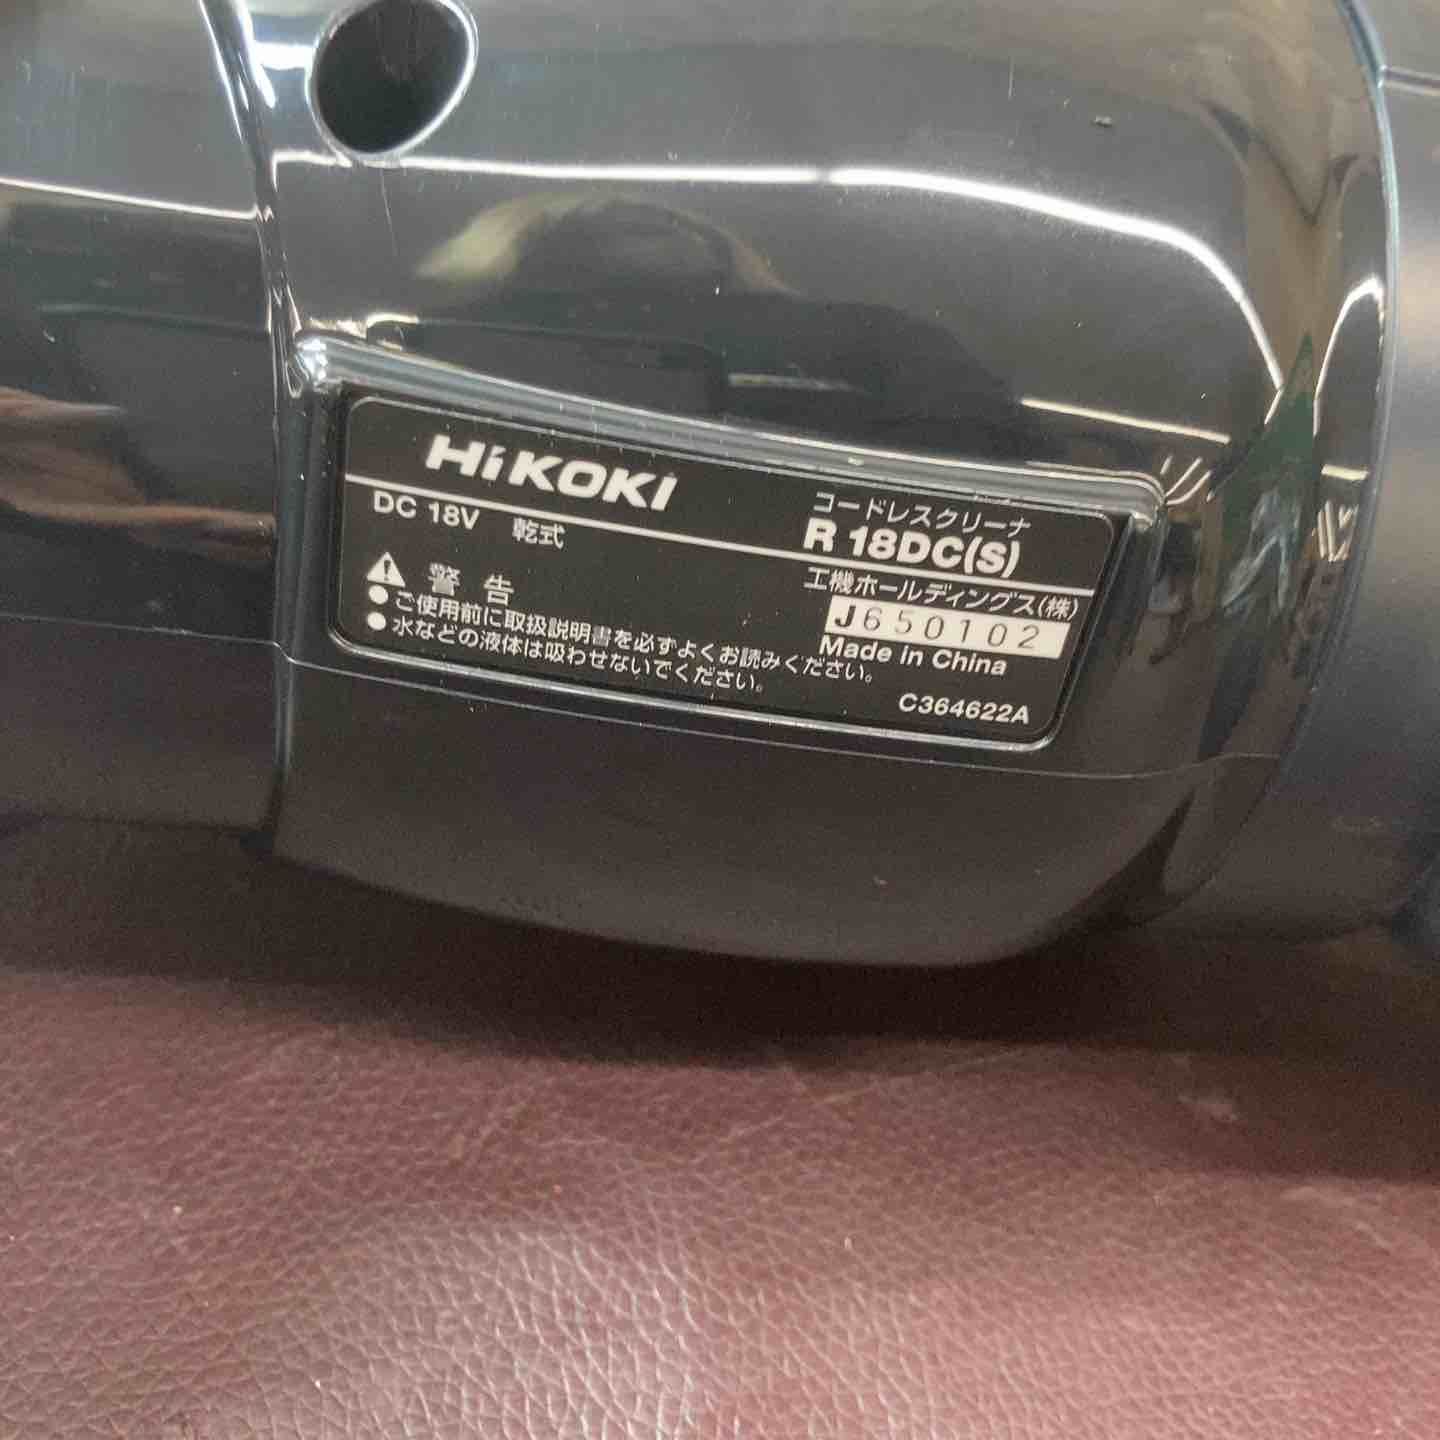 HiKOKI
コードレスクリーナ
DC 18V 乾式 R 18DC(S)
工機ホールディングス(株)
警告
J650102
●ご使用前に取扱説明書を必ずよくお読みください。
Made in China
●水などの液体は吸わせないでください。
C364622A